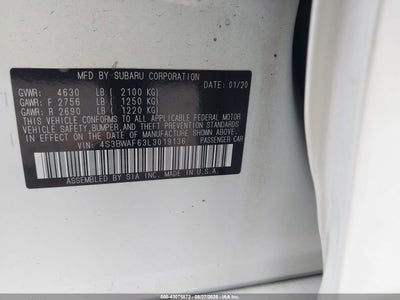 MFD BY SUBARU CORPORATION
GVWR: 4630 LB ( 2100 KG) DATE: 01/20
GAWR: F 2756 LB ( 1250 KG)
GAWR: R 2690 LB ( 1220 KG)
THIS VEHICLE CONFORMS TO ALL APPLICABLE FEDERAL MOTOR
VEHICLE SAFETY, BUMPER, AND THEFT PREVENTION STANDARDS
IN EFFECT ON THE DATE OF MANUFACTURE SHOWN ABOVE.
VIN: 4S3BWAF63L3019136 PASSENGER CAR
ASSEMBLED BY SIA INC. IN U.S.A.